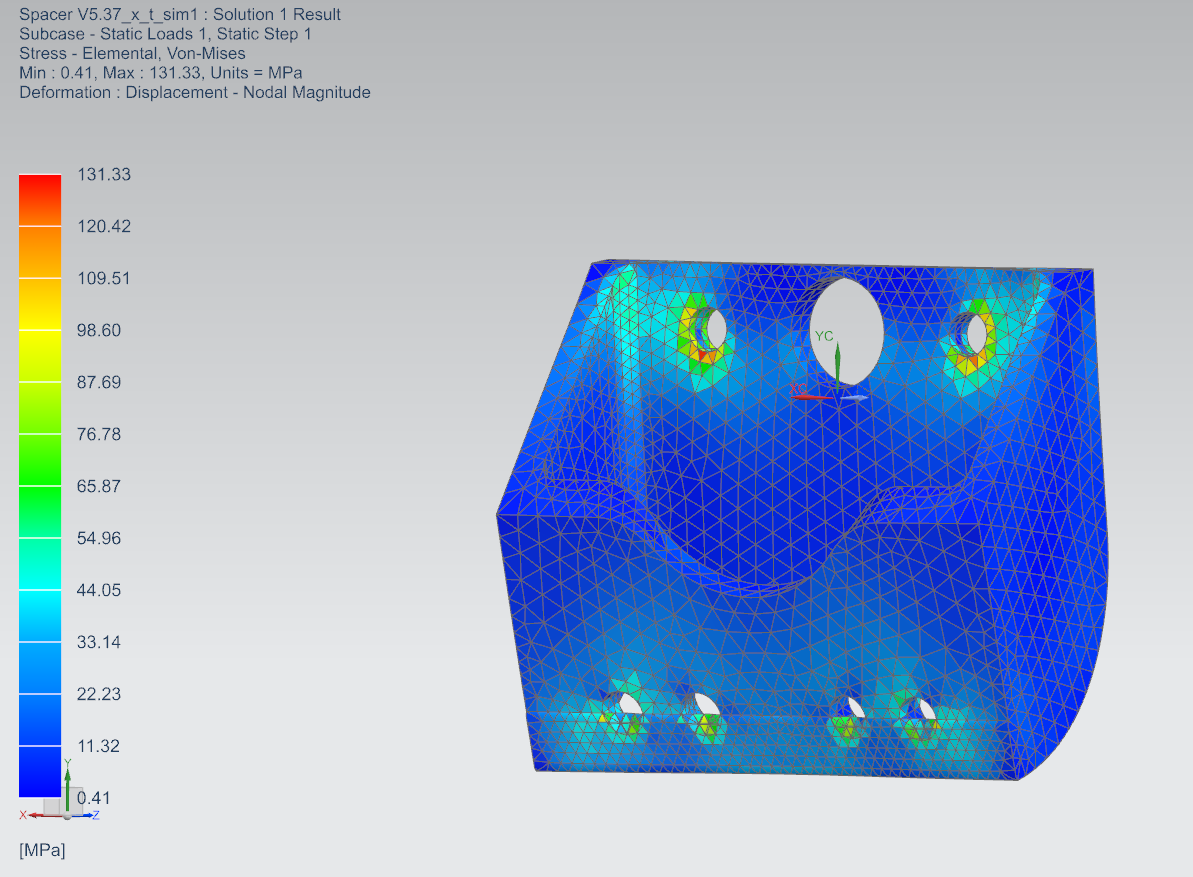 Spacer V5.37_x_t_sim1 : Solution 1 Result
Subcase - Static Loads 1, Static Step 1
Stress - Elemental, Von-Mises
Min : 0.41, Max : 131.33, Units = MPa
Deformation : Displacement - Nodal Magnitude
131.33
120.42
109.51
98.60
87.69
76.78
65.87
54.96
44.05
33.14
22.23
11.32
0.41
Y
X
Z
[MPa]
YC